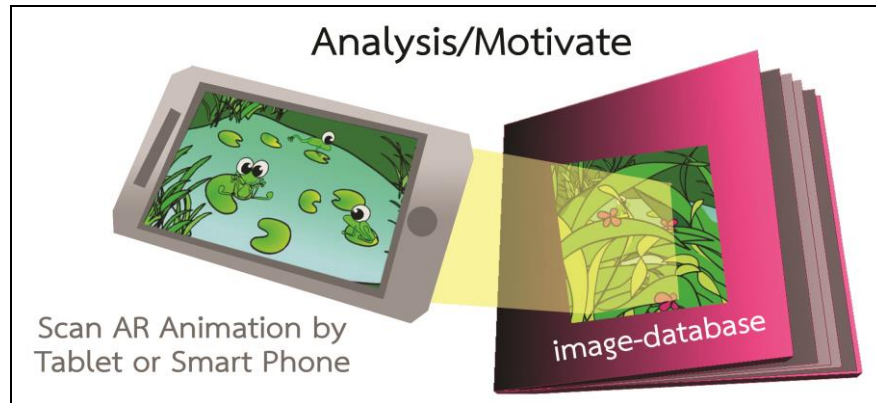 Analysis/Motivate
Scan AR Animation by
Tablet or Smart Phone
image-database